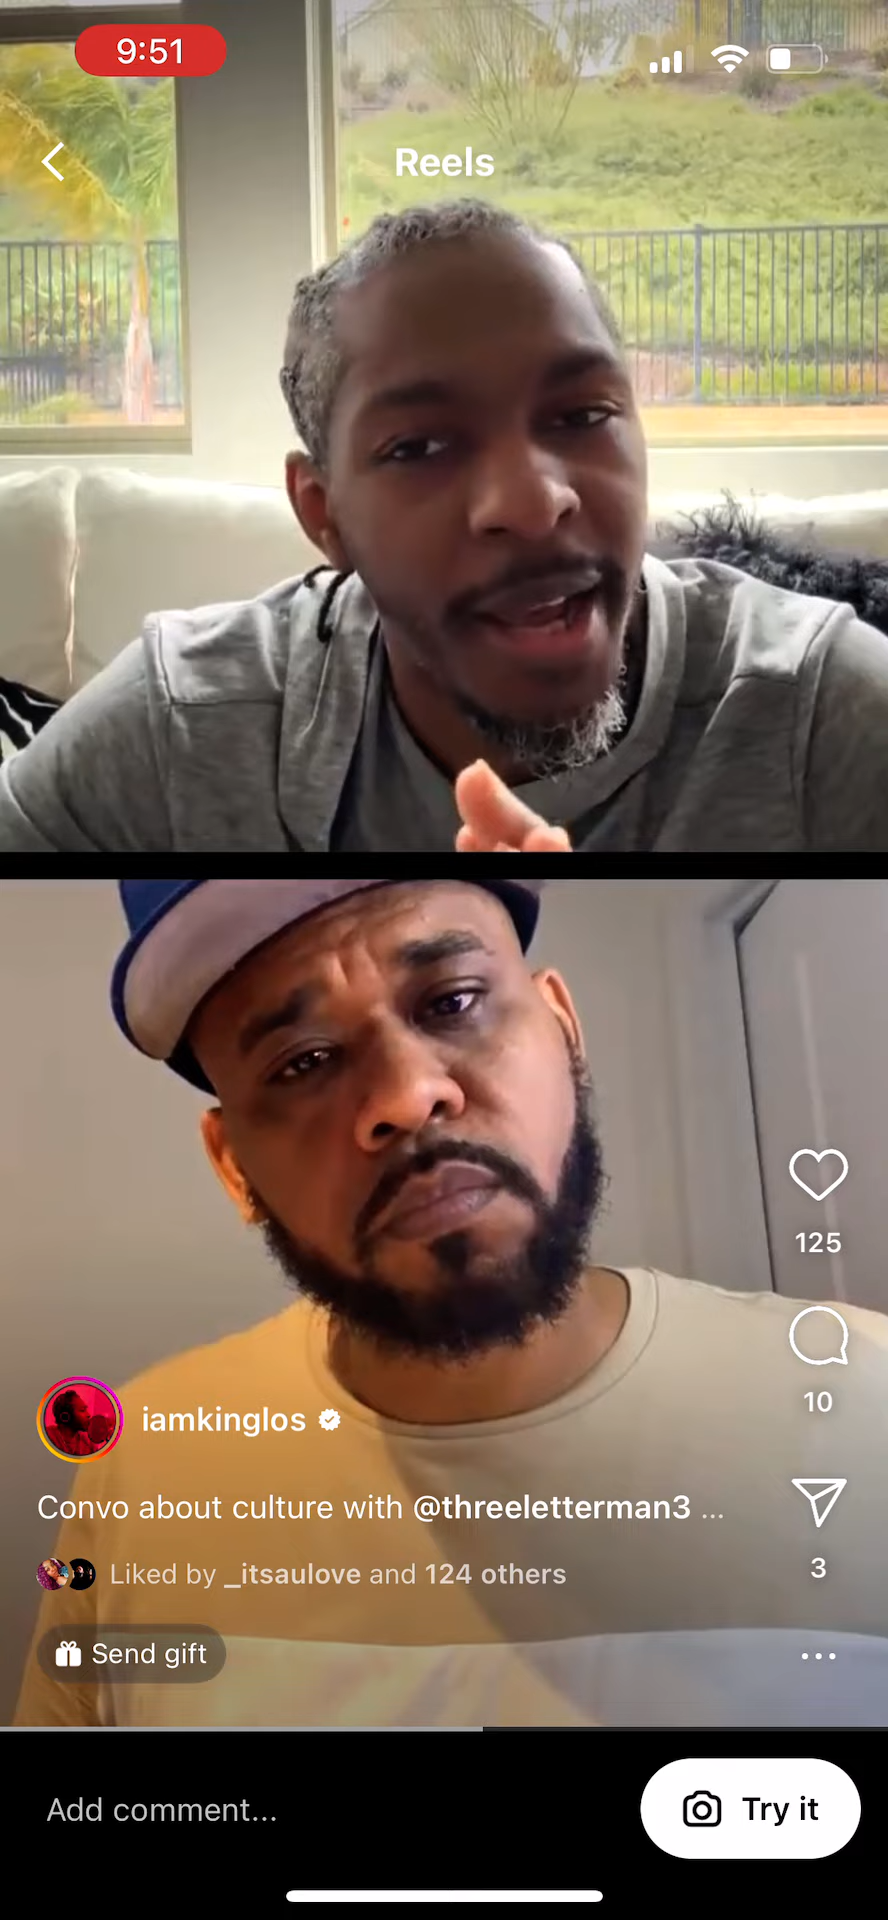 9:51
Reels
125
10
iamkinglos
Convo about culture with @threeletterman3 ...
3
Liked by _itsaulove and 124 others
Send gift
Add comment...
Try it